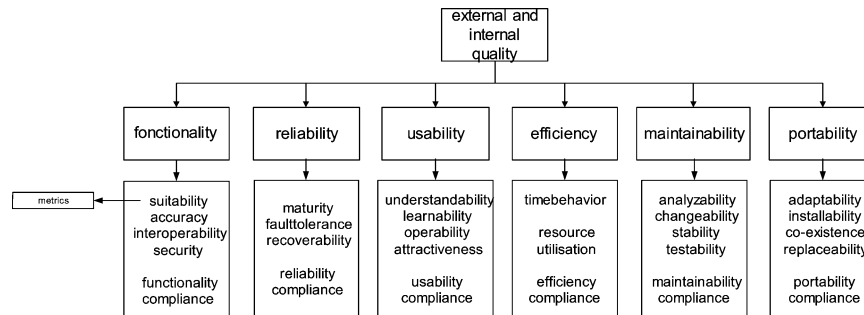 external and
internal
quality
fonctionality
reliability
usability
efficiency
maintainability
portability
metrics
suitability
accuracy
interoperability
security
functionality
compliance
maturity
faulttolerance
recoverability
reliability
compliance
understandability
learnability
operability
attractiveness
usability
compliance
timebehavior
resource
utilisation
efficiency
compliance
analyzability
changeability
stability
testability
maintainability
compliance
adaptability
installability
co-existence
replaceability
portability
compliance